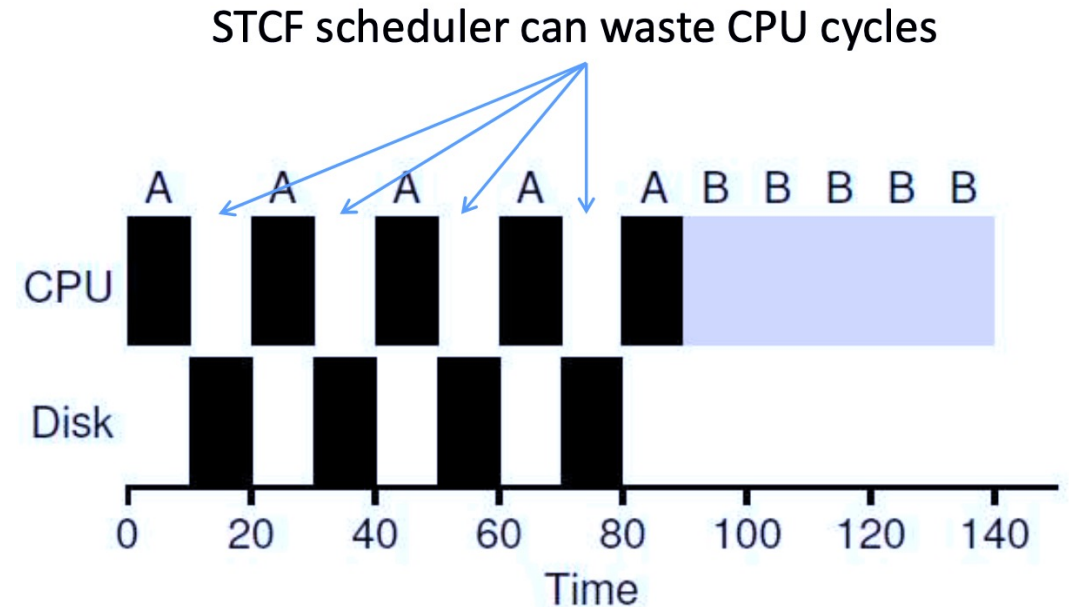 STCF scheduler can waste CPU cycles
A A A A A B B B B B
CPU
Disk
0 20 40 60 80 100 120 140
Time